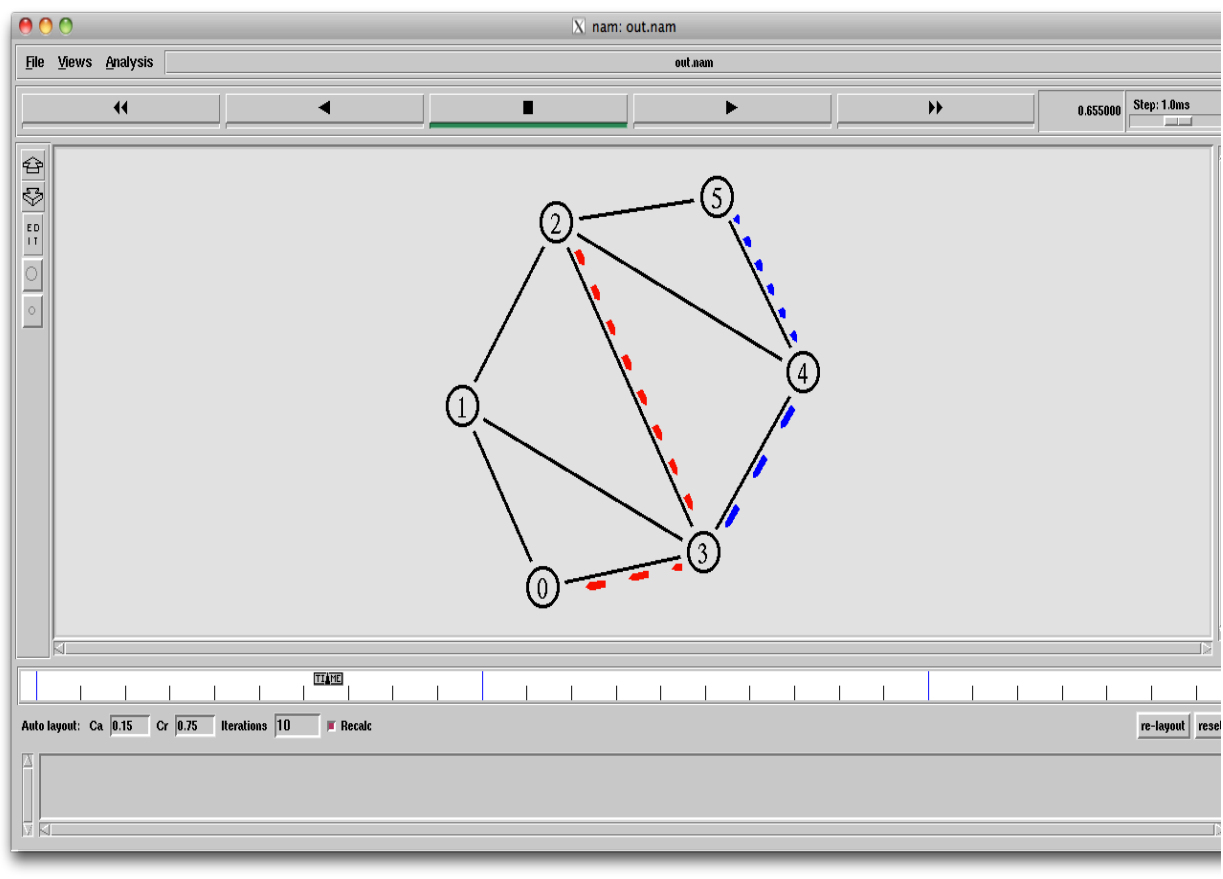 X nam: out.nam
File Views Analysis
out.nam
0.655000
Step: 1.0ms
ED
IT
5
2
4
1
3
0
TIME
Auto layout: Ca 0.15 Cr 0.75 Iterations 10 Recalc
re-layout
reset